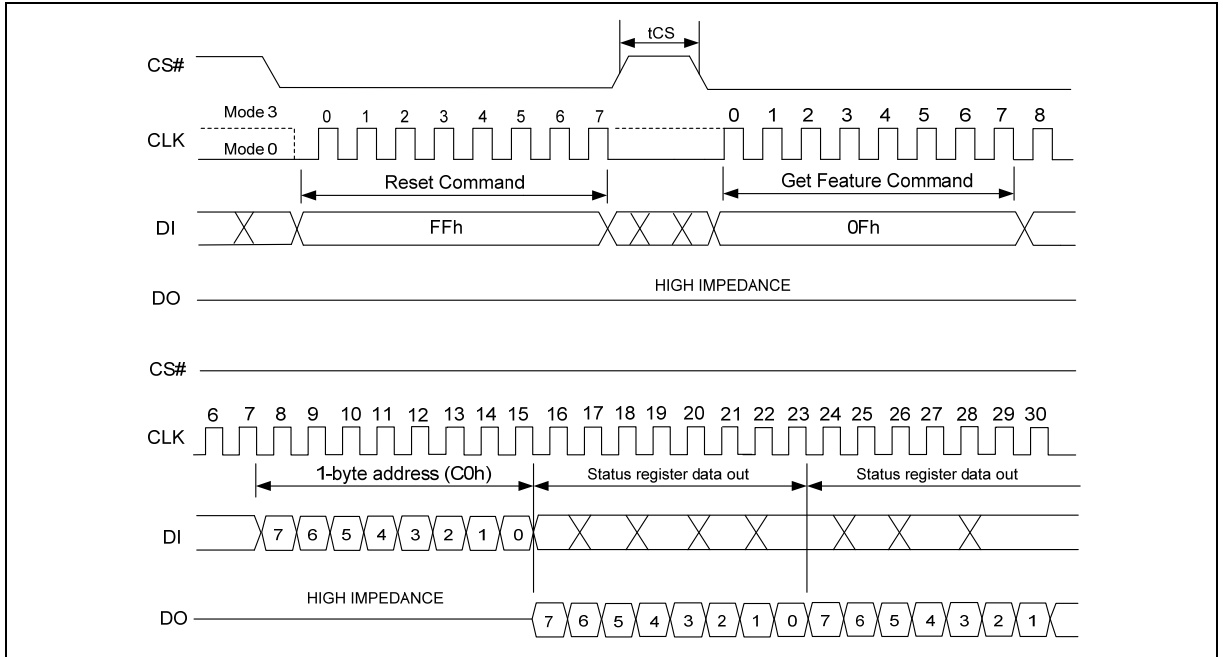 tCS
CS#
Mode 3
0 1 2 3 4 5 6 7 0 1 2 3 4 5 6 7 8
CLK
Mode 0
Reset Command Get Feature Command
DI FFh 0Fh
HIGH IMPEDANCE
DO
CS#
6 7 8 9 10 11 12 13 14 15 16 17 18 19 20 21 22 23 24 25 26 27 28 29 30
CLK
1-byte address (C0h) Status register data out Status register data out
DI 7 6 5 4 3 2 1 0
HIGH IMPEDANCE
DO 7 6 5 4 3 2 1 0 7 6 5 4 3 2 1